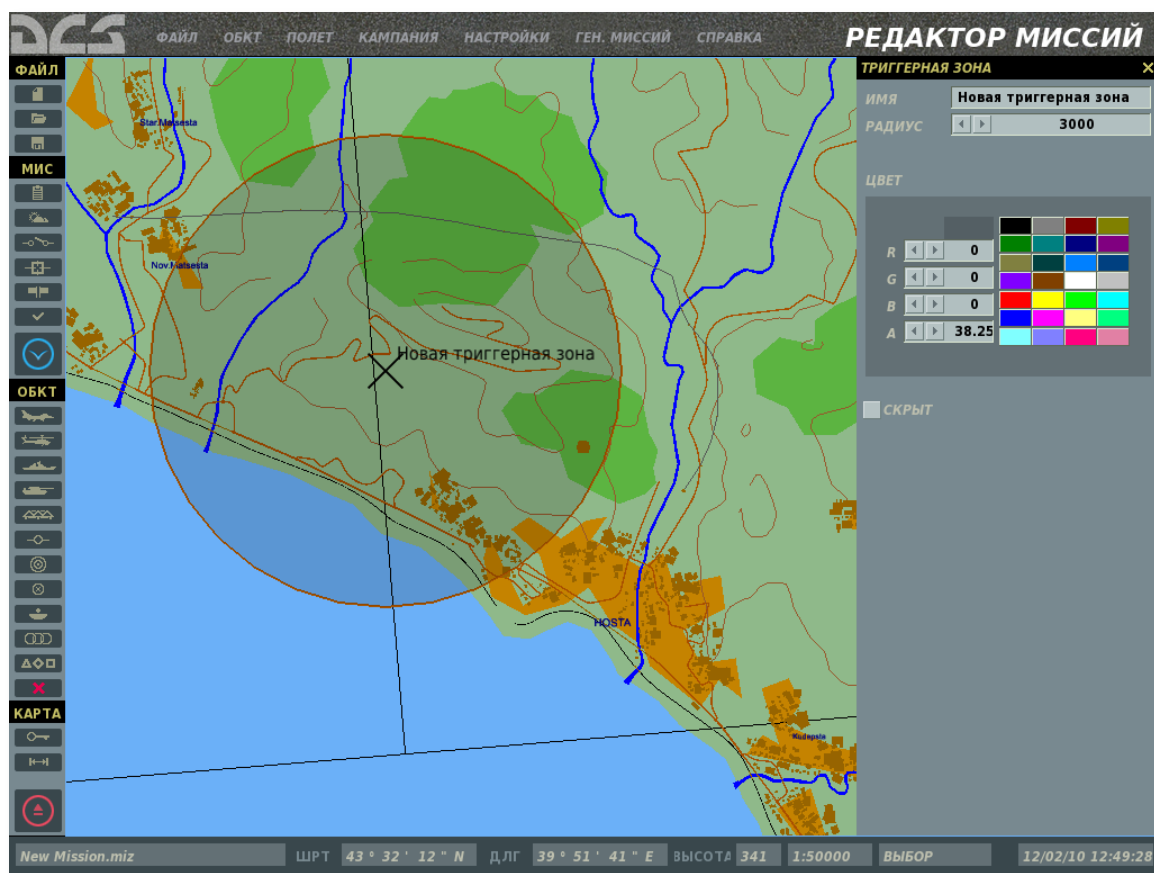 DCS
ФАЙЛ ОБКТ ПОЛЕТ КАМПАНИЯ НАСТРОЙКИ ГЕН. МИССИЙ СПРАВКА
РЕДАКТОР МИССИЙ
ФАЙЛ
МИС
ОБКТ
КАРТА
Star.Matsesta
Nov.Matsesta
Новая триггерная зона
HOSTA
Kudepsta
ТРИГГЕРНАЯ ЗОНА
ИМЯ Новая триггерная зона
РАДИУС 3000
ЦВЕТ
R 0
G 0
B 0
A 38.25
СКРЫТ
New Mission.miz ШРТ 43 ° 32 ' 12 " N ДЛГ 39 ° 51 ' 41 " E ВЫСОТА 341 1:50000 ВЫБОР 12/02/10 12:49:28